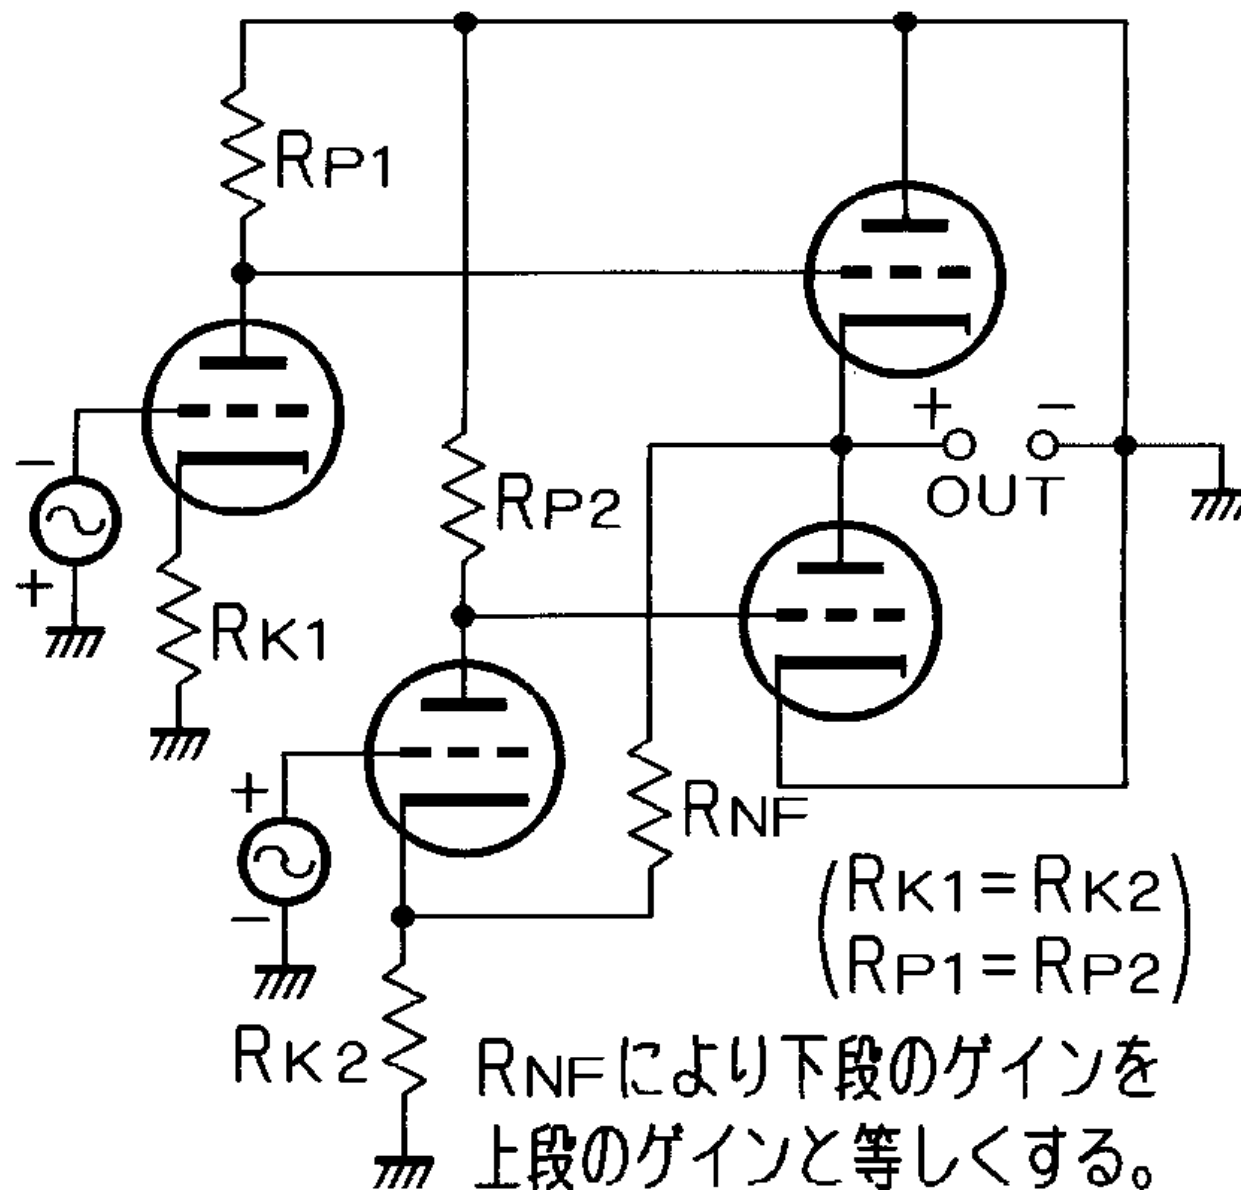 RP1
+ -
OUT
-
RP2
+
RK1
+
RNF
-
(RK1=RK2
RP1=RP2)
RK2
RNFにより下段のゲインを
上段のゲインと等しくする。